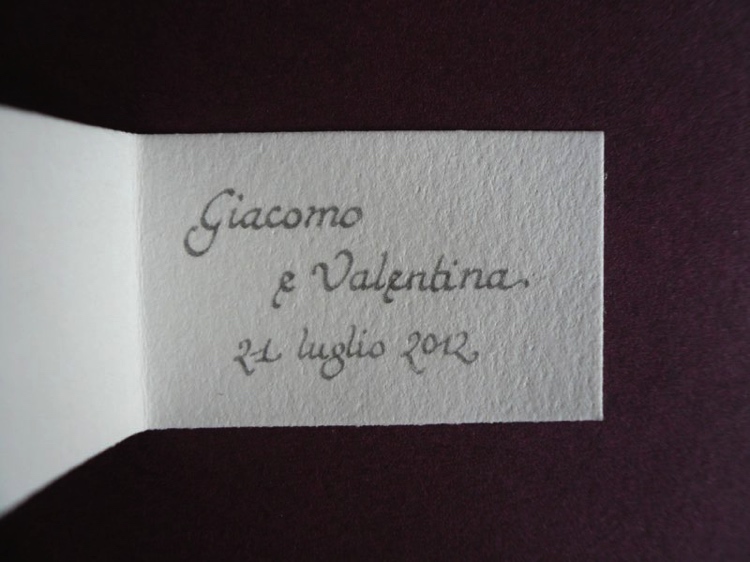 Giacomo
e Valentina.
21 luglio 2012